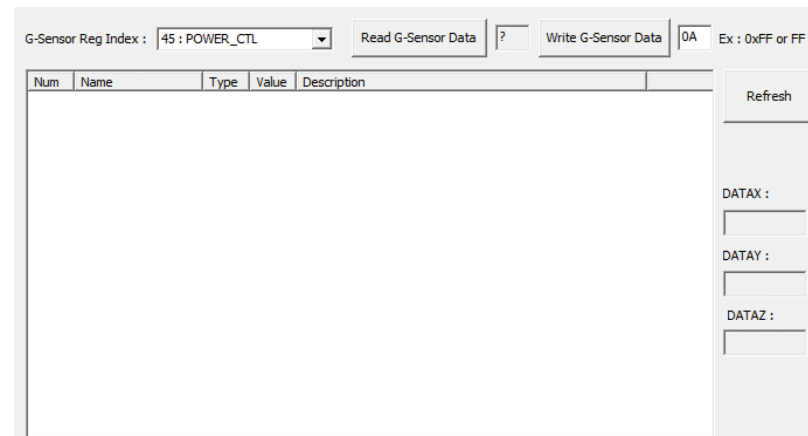 G-Sensor Reg Index : 45 : POWER_CTL Read G-Sensor Data ? Write G-Sensor Data 0A Ex : 0xFF or FF
Num Name Type Value Description
Refresh
DATAX :
DATAY :
DATAZ :